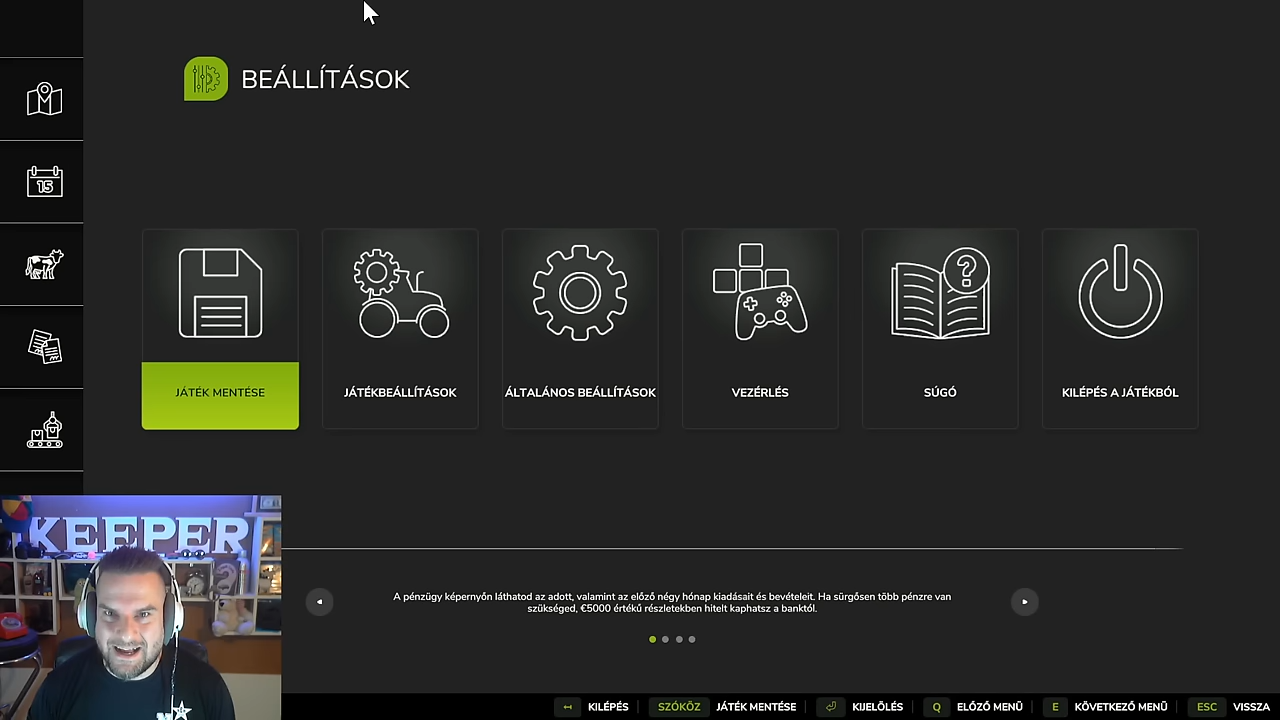 BEÁLLÍTÁSOK
15
JÁTÉK MENTÉSE
JÁTÉKBEÁLLÍTÁSOK
ÁLTALÁNOS BEÁLLÍTÁSOK
VEZÉRLÉS
SÚGÓ
KILÉPÉS A JÁTÉKBÓL
KEEPER
A pénzügy képernyőn láthatod az adott, valamint az előző négy hónap kiadásait és bevételeit. Ha sürgősen több pénzre van
szükséged, €5000 értékű részletekben hitelt kaphatsz a banktól.
KILÉPÉS
SZÓKÖZ JÁTÉK MENTÉSE
KIJELÖLÉS
Q ELŐZŐ MENÜ
E KÖVETKEZŐ MENÜ
ESC VISSZA